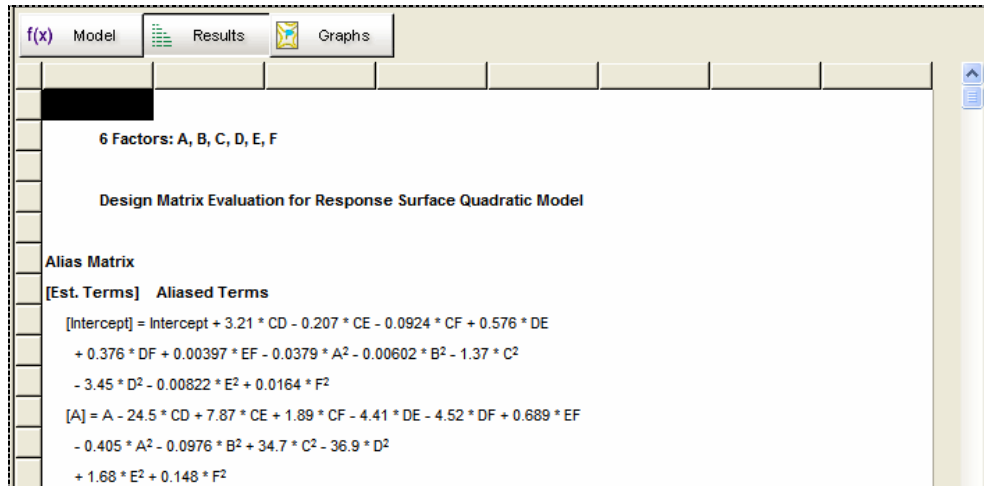 f(x) Model Results Graphs
6 Factors: A, B, C, D, E, F
Design Matrix Evaluation for Response Surface Quadratic Model
Alias Matrix
[Est. Terms] Aliased Terms
[Intercept] = Intercept + 3.21 * CD - 0.207 * CE - 0.0924 * CF + 0.576 * DE
+ 0.376 * DF + 0.00397 * EF - 0.0379 * A² - 0.00602 * B² - 1.37 * C²
- 3.45 * D² - 0.00822 * E² + 0.0164 * F²
[A] = A - 24.5 * CD + 7.87 * CE + 1.89 * CF - 4.41 * DE - 4.52 * DF + 0.689 * EF
- 0.405 * A² - 0.0976 * B² + 34.7 * C² - 36.9 * D²
+ 1.68 * E² + 0.148 * F²